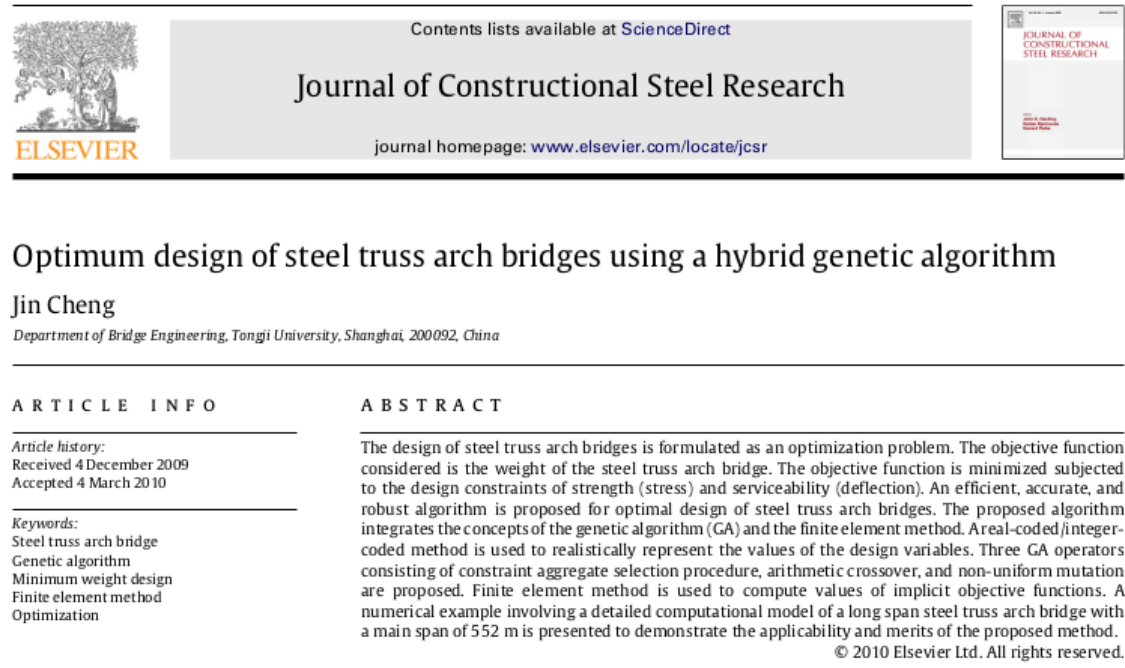 Contents lists available at ScienceDirect
Journal of Constructional Steel Research
journal homepage: www.elsevier.com/locate/jcsr
ELSEVIER
JOURNAL OF
CONSTRUCTIONAL
STEEL RESEARCH
Optimum design of steel truss arch bridges using a hybrid genetic algorithm
Jin Cheng
Department of Bridge Engineering, Tongji University, Shanghai, 200092, China
ARTICLE INFO
Article history:
Received 4 December 2009
Accepted 4 March 2010
Keywords:
Steel truss arch bridge
Genetic algorithm
Minimum weight design
Finite element method
Optimization
ABSTRACT
The design of steel truss arch bridges is formulated as an optimization problem. The objective function
considered is the weight of the steel truss arch bridge. The objective function is minimized subjected
to the design constraints of strength (stress) and serviceability (deflection). An efficient, accurate, and
robust algorithm is proposed for optimal design of steel truss arch bridges. The proposed algorithm
integrates the concepts of the genetic algorithm (GA) and the finite element method. A real-coded/integer-
coded method is used to realistically represent the values of the design variables. Three GA operators
consisting of constraint aggregate selection procedure, arithmetic crossover, and non-uniform mutation
are proposed. Finite element method is used to compute values of implicit objective functions. A
numerical example involving a detailed computational model of a long span steel truss arch bridge with
a main span of 552 m is presented to demonstrate the applicability and merits of the proposed method.
© 2010 Elsevier Ltd. All rights reserved.